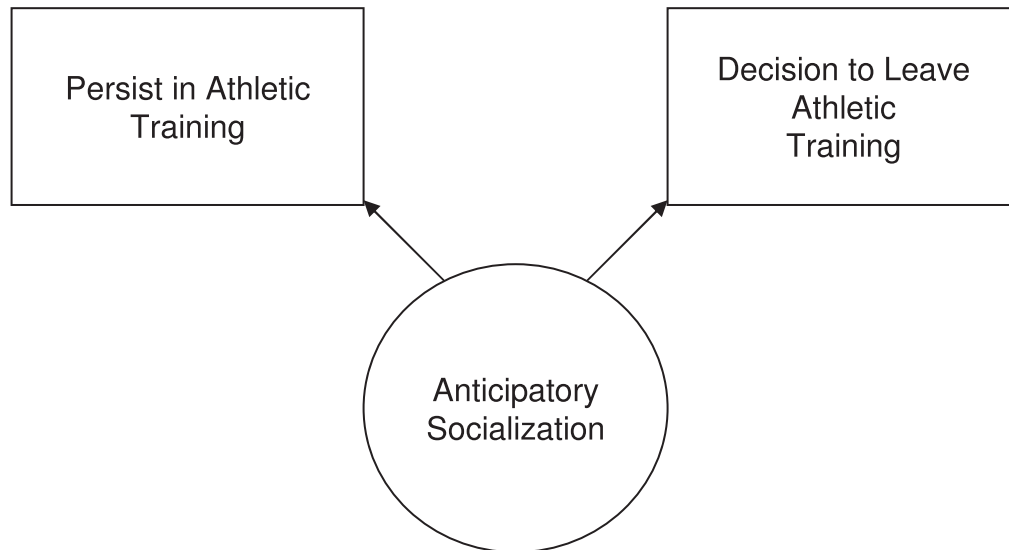 Persist in Athletic
Training
Decision to Leave
Athletic
Training
Anticipatory
Socialization